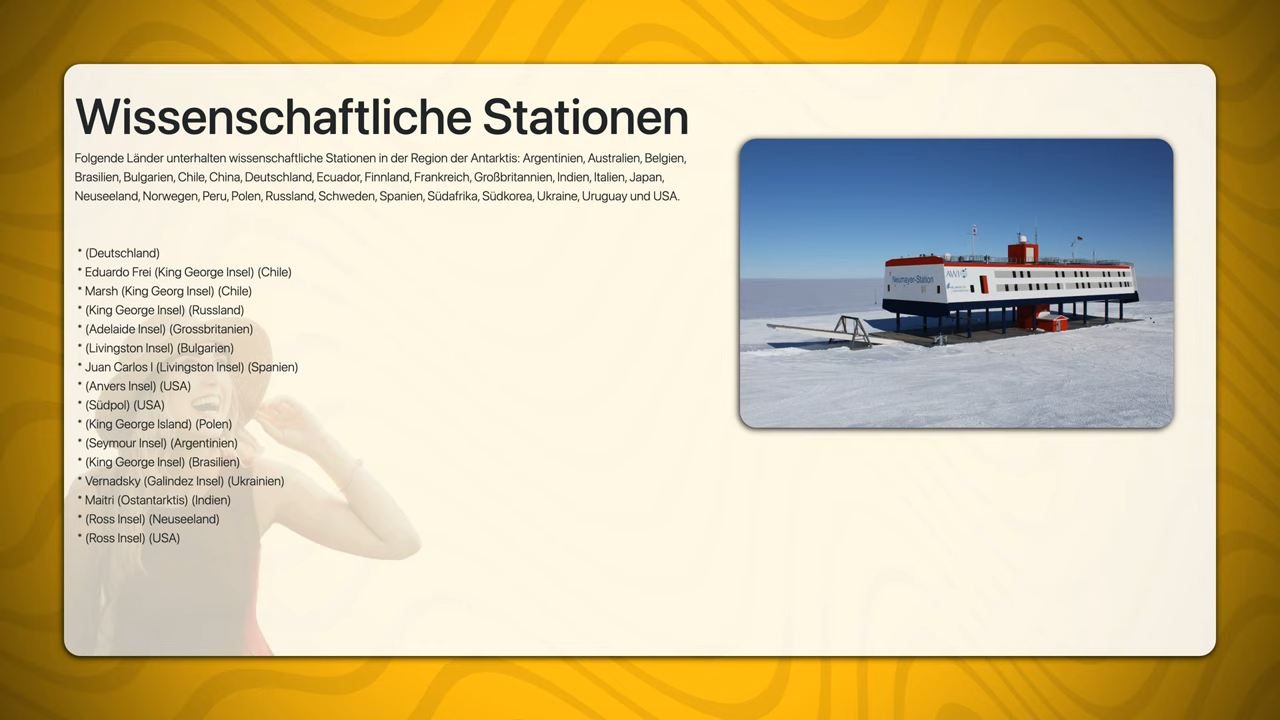 Wissenschaftliche Stationen
Folgende Länder unterhalten wissenschaftliche Stationen in der Region der Antarktis: Argentinien, Australien, Belgien,
Brasilien, Bulgarien, Chile, China, Deutschland, Ecuador, Finnland, Frankreich, Großbritannien, Indien, Italien, Japan,
Neuseeland, Norwegen, Peru, Polen, Russland, Schweden, Spanien, Südafrika, Südkorea, Ukraine, Uruguay und USA.
* (Deutschland)
* Eduardo Frei (King George Insel) (Chile)
* Marsh (King Georg Insel) (Chile)
* (King George Insel) (Russland)
* (Adelaide Insel) (Grossbritanien)
* (Livingston Insel) (Bulgarien)
* Juan Carlos I (Livingston Insel) (Spanien)
* (Anvers Insel) (USA)
* (Südpol) (USA)
* (King George Island) (Polen)
* (Seymour Insel) (Argentinien)
* (King George Insel) (Brasilien)
* Vernadsky (Galindez Insel) (Ukrainien)
* Maitri (Ostantarktis) (Indien)
* (Ross Insel) (Neuseeland)
* (Ross Insel) (USA)
Neumayer-Station
AWI